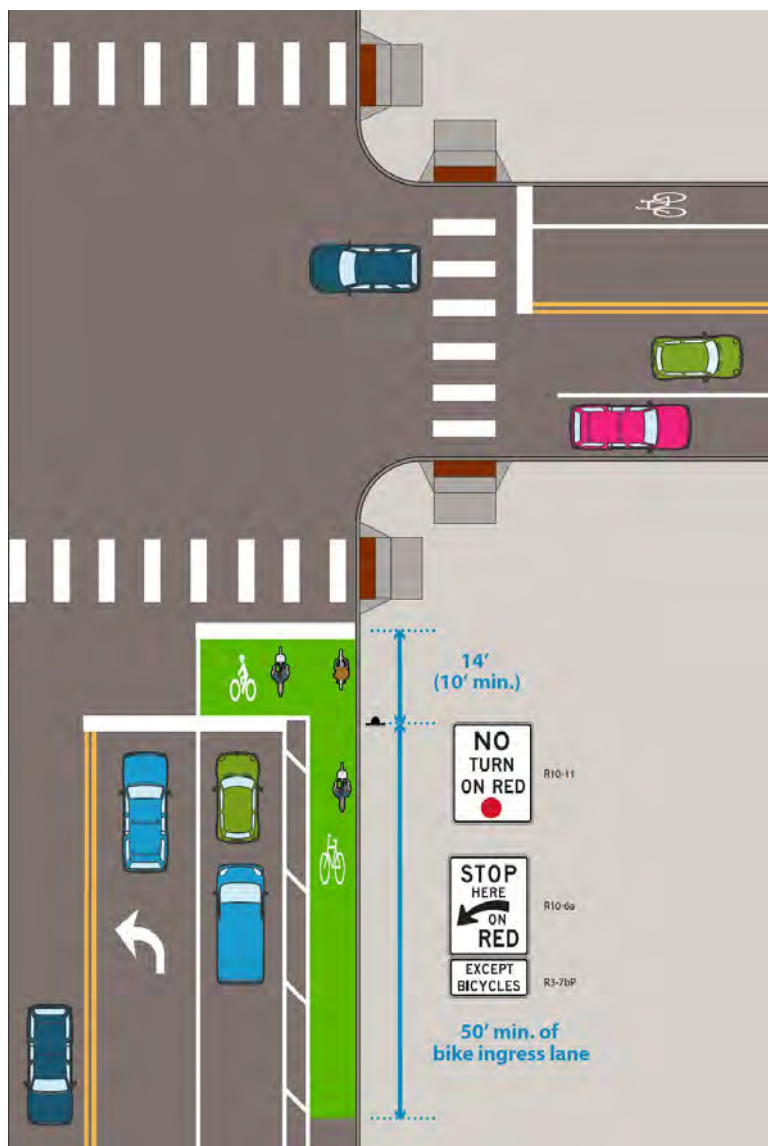 14’
(10’ min.)
NO
TURN
ON RED
R10-11
STOP
HERE
ON
RED
R10-6a
EXCEPT
BICYCLES
R3-7bP
50’ min. of
bike ingress lane